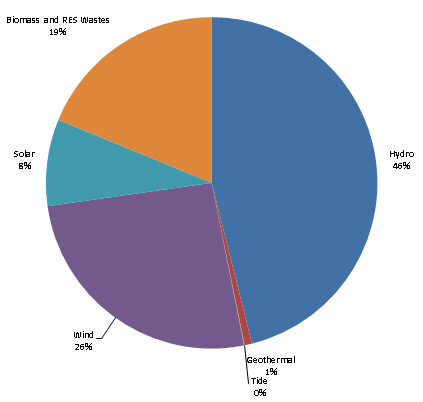 Biomass and RES Wastes
19%
Solar
8%
Hydro
46%
Wind
26%
Geothermal
1%
Tide
0%